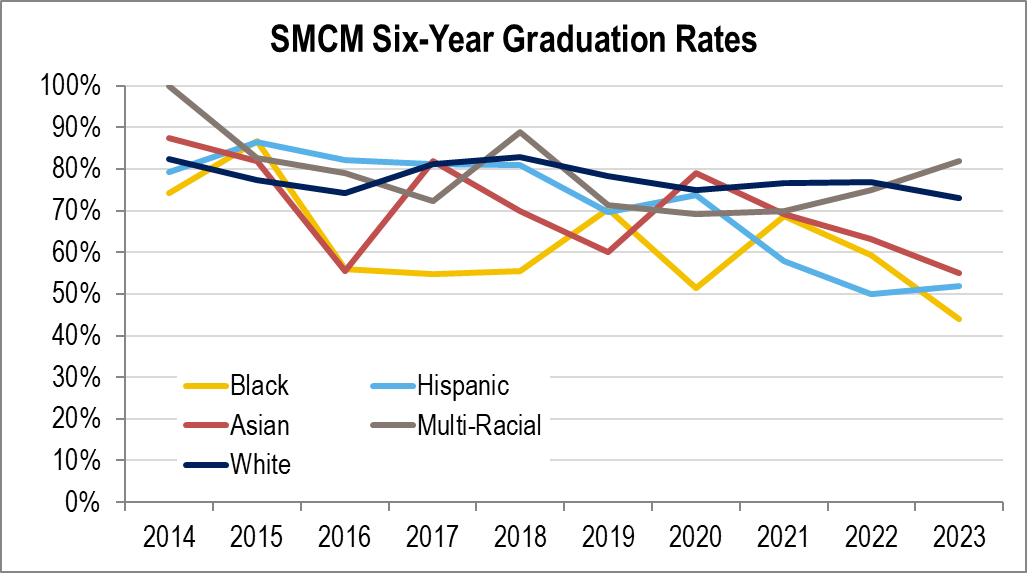 SMCM Six-Year Graduation Rates
100%
90%
80%
70%
60%
50%
40%
30%
20%
10%
0%
Black Hispanic
Asian Multi-Racial
White
2014 2015 2016 2017 2018 2019 2020 2021 2022 2023